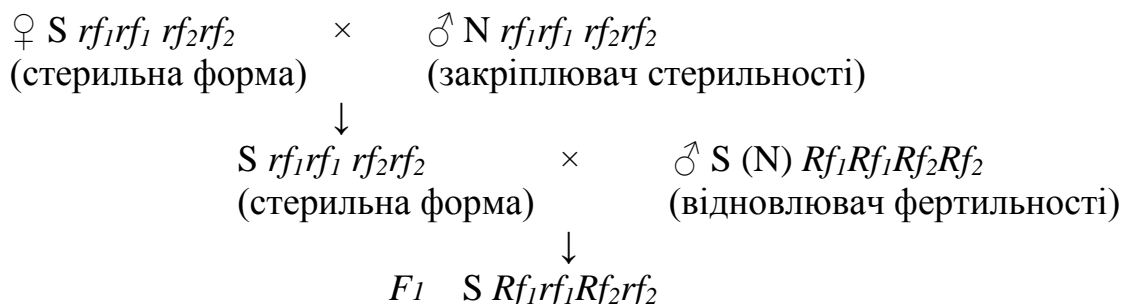 ♀ S rf₁rf₁ rf₂rf₂ × ♂ N rf₁rf₁ rf₂rf₂
(стерильна форма) (закріплювач стерильності)
↓
S rf₁rf₁ rf₂rf₂ × ♂ S (N) Rf₁Rf₁Rf₂Rf₂
(стерильна форма) (відновлювач фертильності)
↓
F₁ S Rf₁rf₁Rf₂rf₂